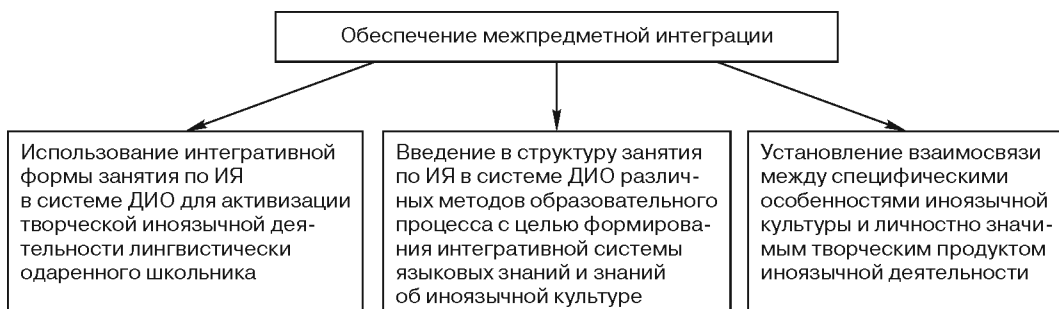 Обеспечение межпредметной интеграции
Использование интегративной
формы занятия по ИЯ
в системе ДИО для активизации
творческой иноязычной дея-
тельности лингвистически
одаренного школьника
Введение в структуру занятия
по ИЯ в системе ДИО различ-
ных методов образовательного
процесса с целью формирова-
ния интегративной системы
языковых знаний и знаний
об иноязычной культуре
Установление взаимосвязи
между специфическими
особенностями иноязычной
культуры и личностно значи-
мым творческим продуктом
иноязычной деятельности